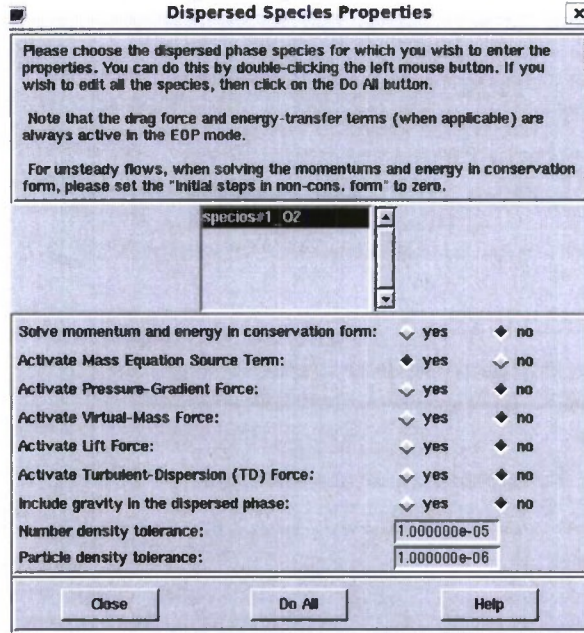 Dispersed Species Properties
Please choose the dispersed phase species for which you wish to enter the
properties. You can do this by double-clicking the left mouse button. If you
wish to edit all the species, then click on the Do All button.
Note that the drag force and energy-transfer terms (when applicable) are
always active in the EOP mode.
For unsteady flows, when solving the momentums and energy in conservation
form, please set the "Initial steps in non-cons. form" to zero.
species#1_O2
Solve momentum and energy in conservation form: yes no
Activate Mass Equation Source Term: yes no
Activate Pressure-Gradient Force: yes no
Activate Virtual-Mass Force: yes no
Activate Lift Force: yes no
Activate Turbulent-Dispersion (TD) Force: yes no
Include gravity in the dispersed phase: yes no
Number density tolerance: 1.000000e-05
Particle density tolerance: 1.000000e-06
Close Do All Help